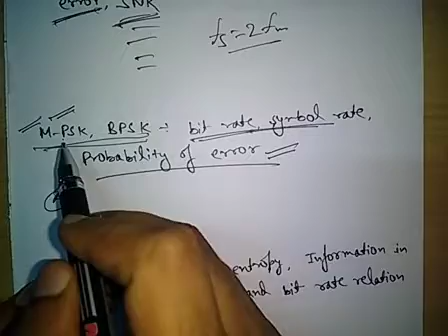 error, SNR
fs = 2fm
M-PSK, BPSK ÷ bit rate, symbol rate,
Probability of error
entropy, Information in
and bit rate relation